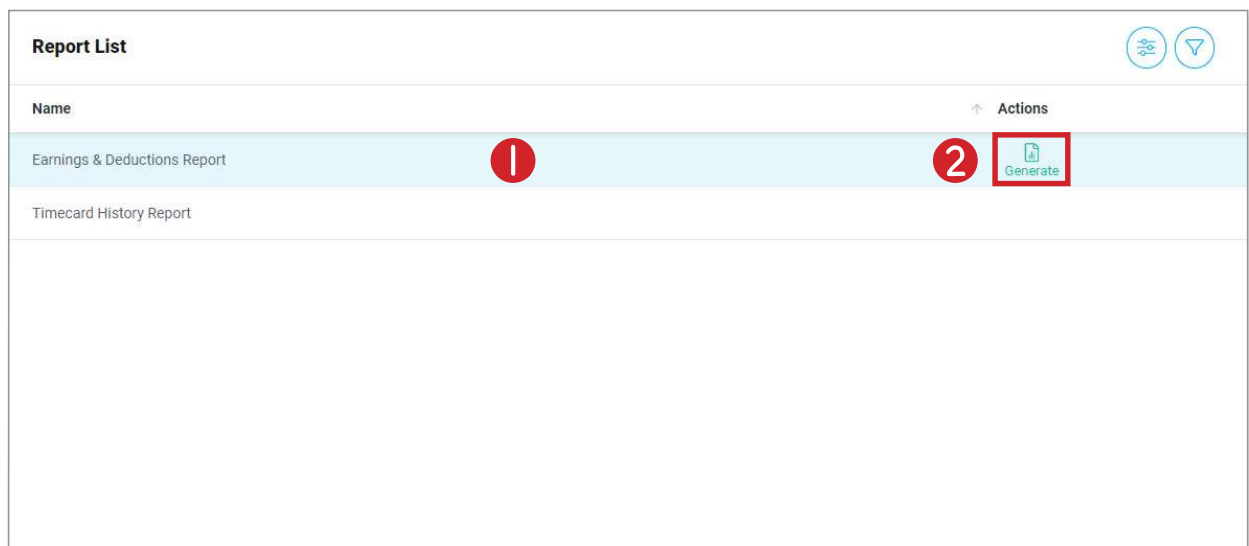 Report List
Name
Actions
Earnings & Deductions Report
1
2
Generate
Timecard History Report